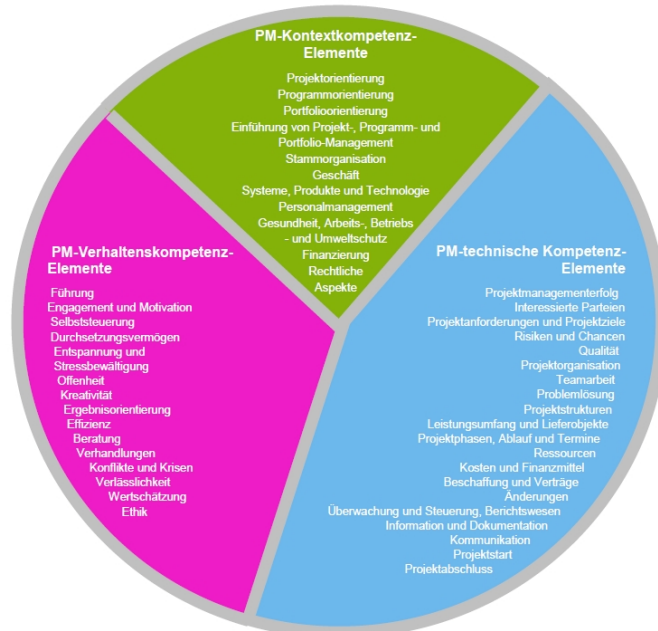 PM-Kontextkompetenz-
Elemente
Projektorientierung
Programmorientierung
Portfolioorientierung
Einführung von Projekt-, Programm- und
Portfolio-Management
Stammorganisation
Geschäft
Systeme, Produkte und Technologie
Personalmanagement
Gesundheit, Arbeits-, Betriebs
- und Umweltschutz
Finanzierung
Rechtliche
Aspekte
PM-Verhaltenskompetenz-
Elemente
Führung
Engagement und Motivation
Selbststeuerung
Durchsetzungsvermögen
Entspannung und
Stressbewältigung
Offenheit
Kreativität
Ergebnisorientierung
Effizienz
Beratung
Verhandlungen
Konflikte und Krisen
Verlässlichkeit
Wertschätzung
Ethik
PM-technische Kompetenz-
Elemente
Projektmanagementerfolg
Interessierte Parteien
Projektanforderungen und Projektziele
Risiken und Chancen
Qualität
Projektorganisation
Teamarbeit
Problemlösung
Projektstrukturen
Leistungsumfang und Lieferobjekte
Projektphasen, Ablauf und Termine
Ressourcen
Kosten und Finanzmittel
Beschaffung und Verträge
Änderungen
Überwachung und Steuerung, Berichtswesen
Information und Dokumentation
Kommunikation
Projektstart
Projektabschluss